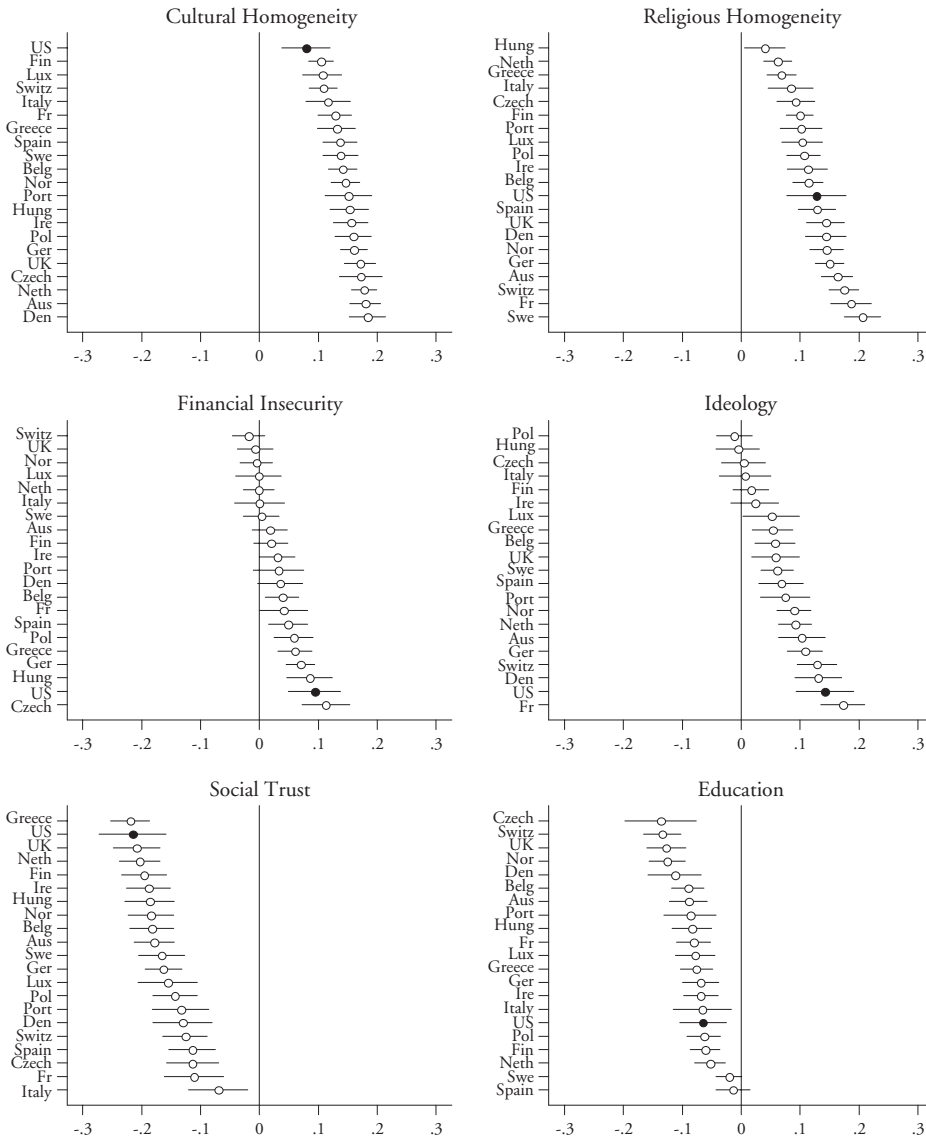 Cultural Homogeneity
US
Fin
Lux
Switz
Italy
Fr
Greece
Spain
Swe
Belg
Nor
Port
Hung
Ire
Pol
Ger
UK
Czech
Neth
Aus
Den
-.3 -.2 -.1 0 .1 .2 .3
Religious Homogeneity
Hung
Neth
Greece
Italy
Czech
Fin
Port
Lux
Pol
Ire
Belg
US
Spain
UK
Den
Nor
Ger
Aus
Switz
Fr
Swe
-.3 -.2 -.1 0 .1 .2 .3
Financial Insecurity
Switz
UK
Nor
Lux
Neth
Italy
Swe
Aus
Fin
Ire
Port
Den
Belg
Fr
Spain
Pol
Greece
Ger
Hung
US
Czech
-.3 -.2 -.1 0 .1 .2 .3
Ideology
Pol
Hung
Czech
Italy
Fin
Ire
Lux
Greece
Belg
UK
Swe
Spain
Port
Nor
Neth
Aus
Ger
Switz
Den
US
Fr
-.3 -.2 -.1 0 .1 .2 .3
Social Trust
Greece
US
UK
Neth
Fin
Ire
Hung
Nor
Belg
Aus
Swe
Ger
Lux
Pol
Port
Den
Switz
Spain
Czech
Fr
Italy
-.3 -.2 -.1 0 .1 .2 .3
Education
Czech
Switz
UK
Nor
Den
Belg
Aus
Port
Hung
Fr
Lux
Greece
Ger
Ire
Italy
US
Pol
Fin
Neth
Swe
Spain
-.3 -.2 -.1 0 .1 .2 .3